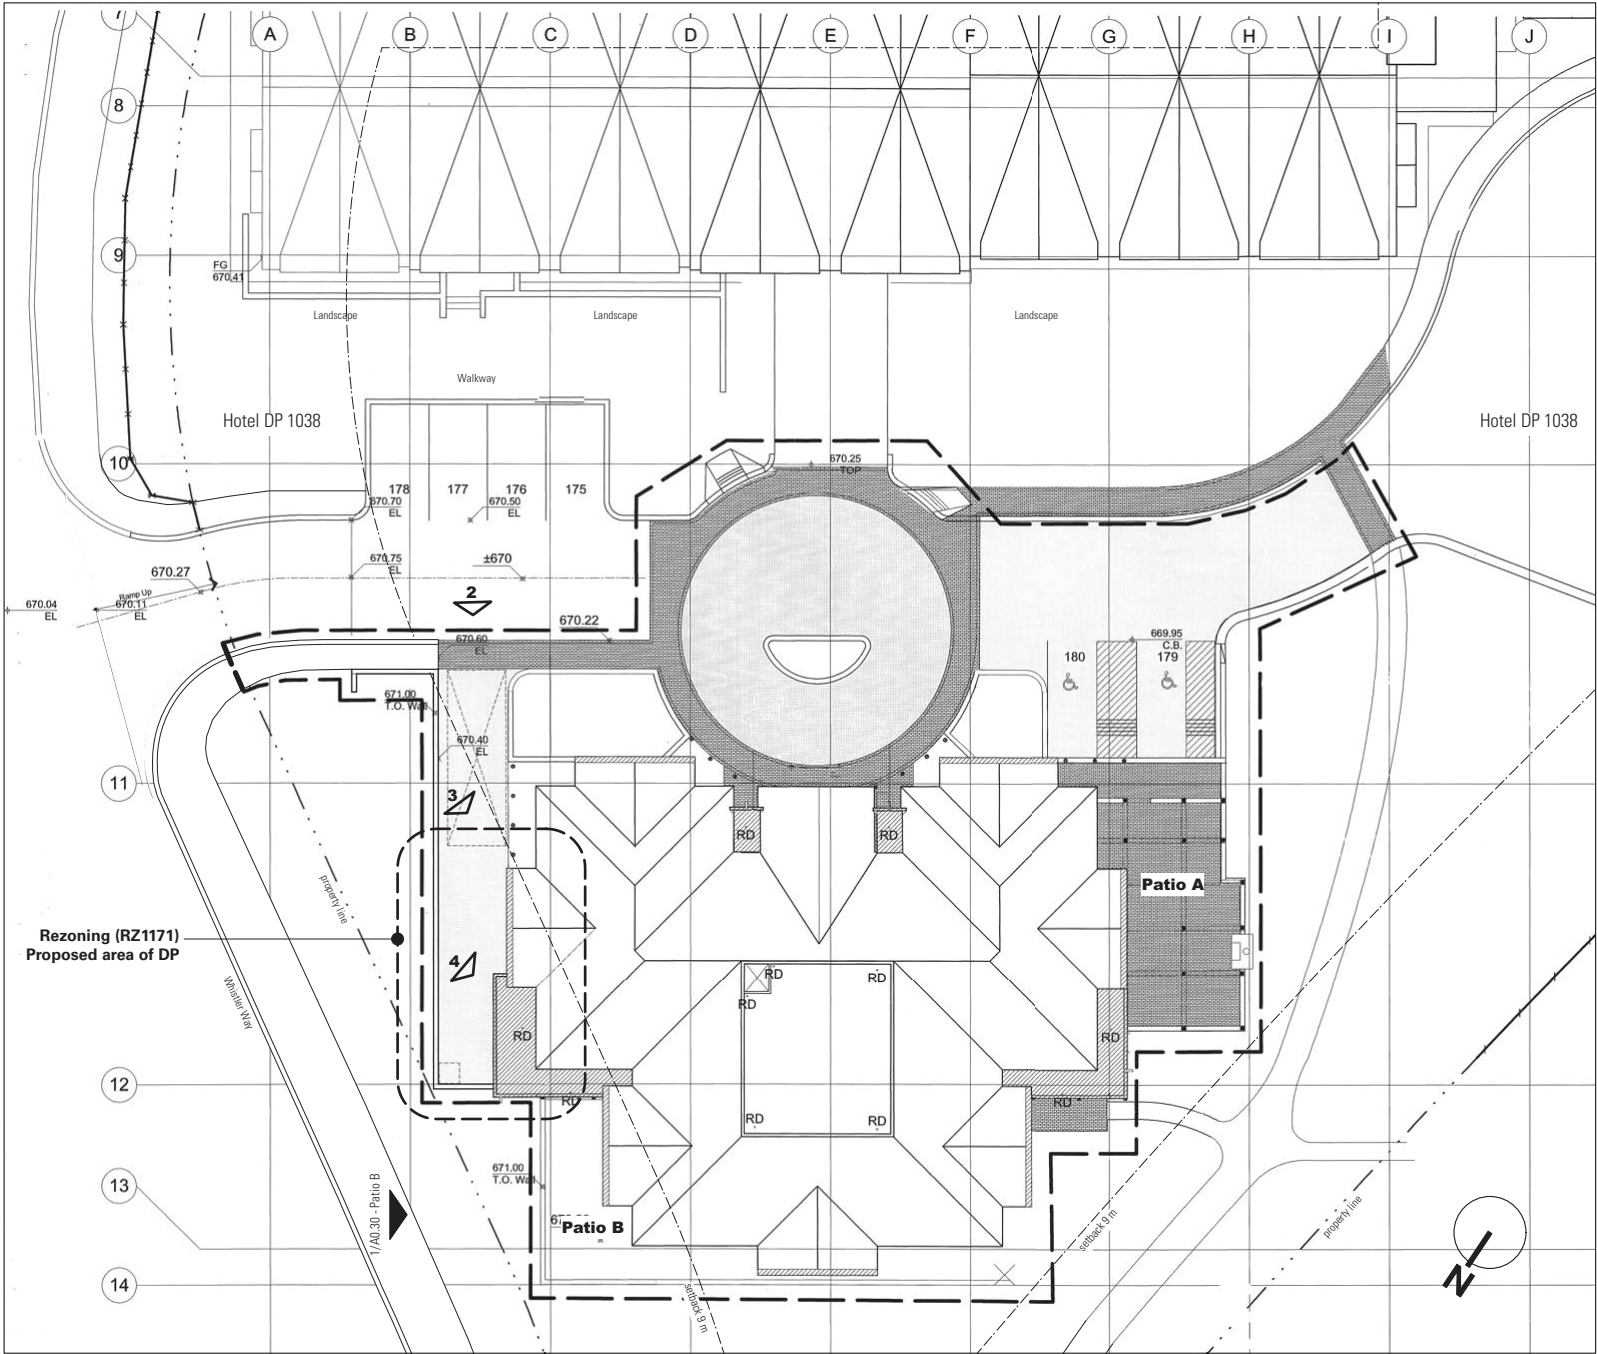 7
A
B
C
D
E
F
G
H
I
J
8
9
FG
670.41
Landscape
Landscape
Landscape
Walkway
Hotel DP 1038
Hotel DP 1038
10
670.25
TOP
178
177
176
175
670.70
EL
670.50
EL
670.75
EL
±670
670.27
Ramp Up
670.04
EL
670.11
EL
2
670.22
670.60
EL
669.95
C.B.
180
179
671.00
T.O. Wall
670.40
EL
11
3
RD
RD
property line
Patio A
Rezoning (RZ1171)
Proposed area of DP
4
Whistler Way
RD
RD
RD
RD
RD
12
RD
RD
RD
RD
13
671.00
T.O. Wall
1/A0.30 - Patio B
67
Patio B
setback 9 m
setback 9 m
property line
N
14